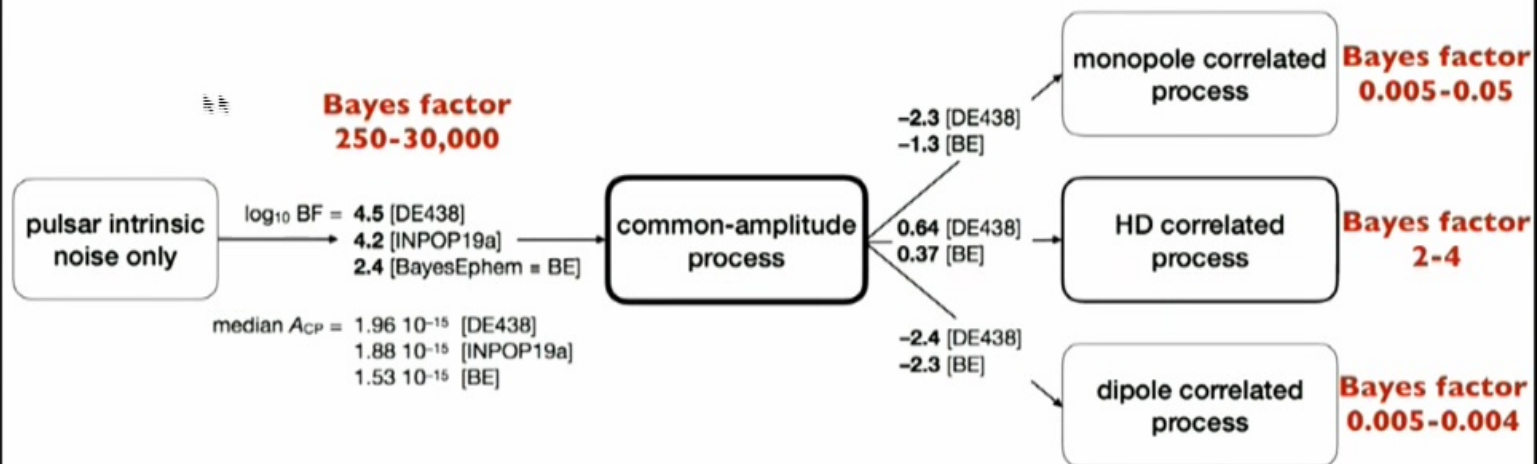 Bayes factor
250-30,000
pulsar intrinsic
noise only
log₁₀ BF = 4.5 [DE438]
4.2 [INPOP19a]
2.4 [BayesEphem = BE]
median A_CP = 1.96 10⁻¹⁵ [DE438]
1.88 10⁻¹⁵ [INPOP19a]
1.53 10⁻¹⁵ [BE]
common-amplitude
process
–2.3 [DE438]
–1.3 [BE]
0.64 [DE438]
0.37 [BE]
–2.4 [DE438]
–2.3 [BE]
monopole correlated
process
Bayes factor
0.005-0.05
HD correlated
process
Bayes factor
2-4
dipole correlated
process
Bayes factor
0.005-0.004